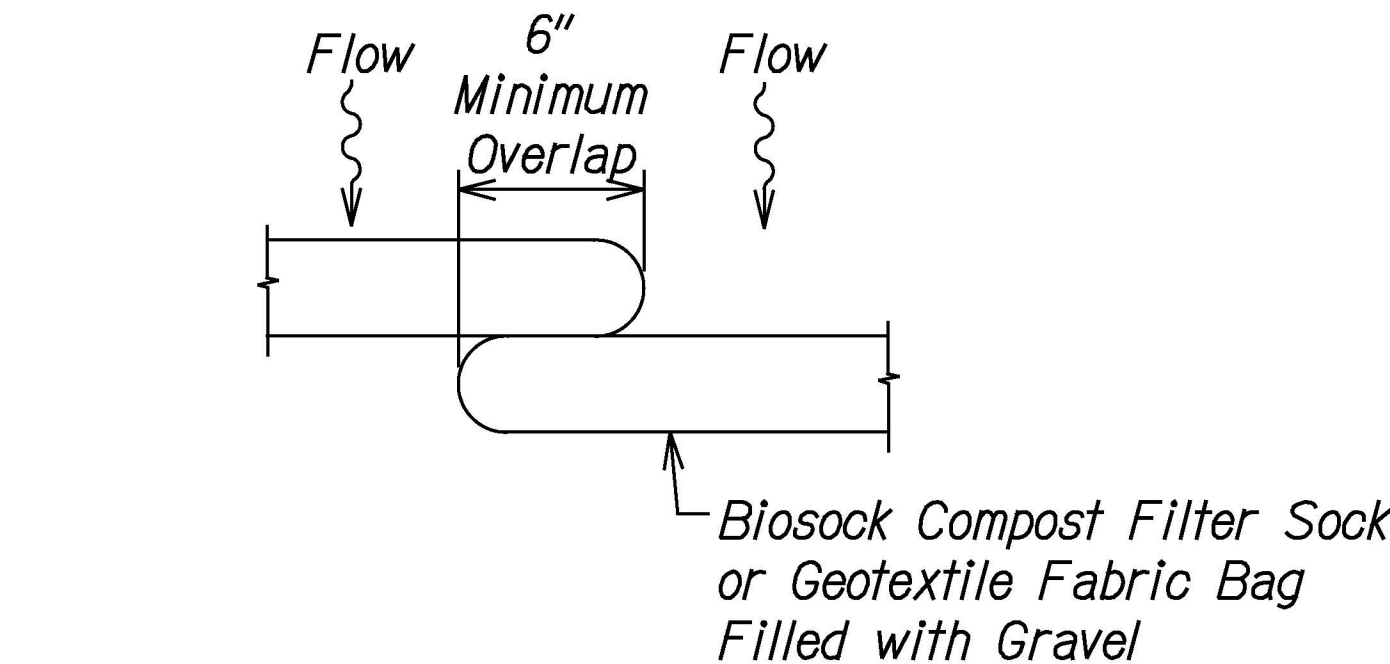 Flow
6"
Minimum
Overlap
Flow
Biosock Compost Filter Sock
or Geotextile Fabric Bag
Filled with Gravel